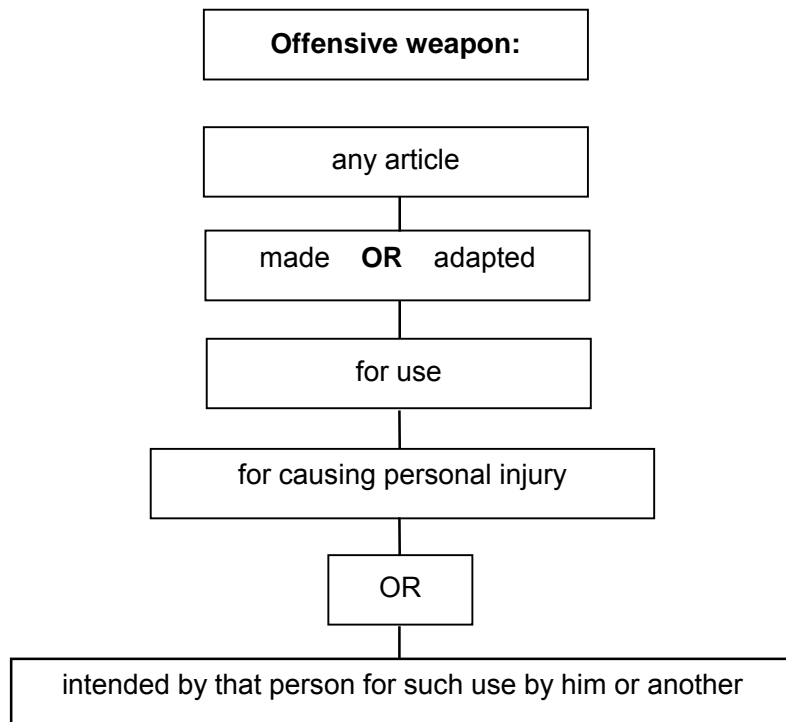 Offensive weapon:
any article
made OR adapted
for use
for causing personal injury
OR
intended by that person for such use by him or another